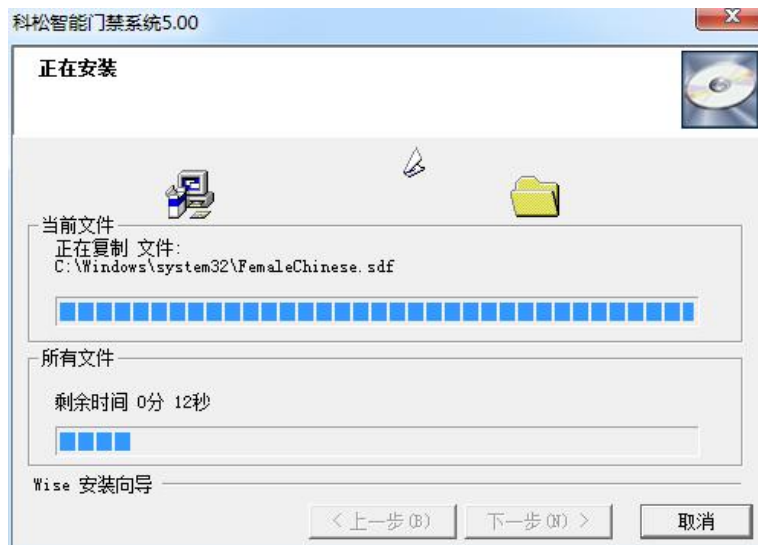 科松智能门禁系统5.00
正在安装
当前文件
正在复制 文件:
C:\Windows\system32\FemaleChinese.sdf
所有文件
剩余时间 0分 12秒
Wise 安装向导
< 上一步(B)
下一步(N) >
取消